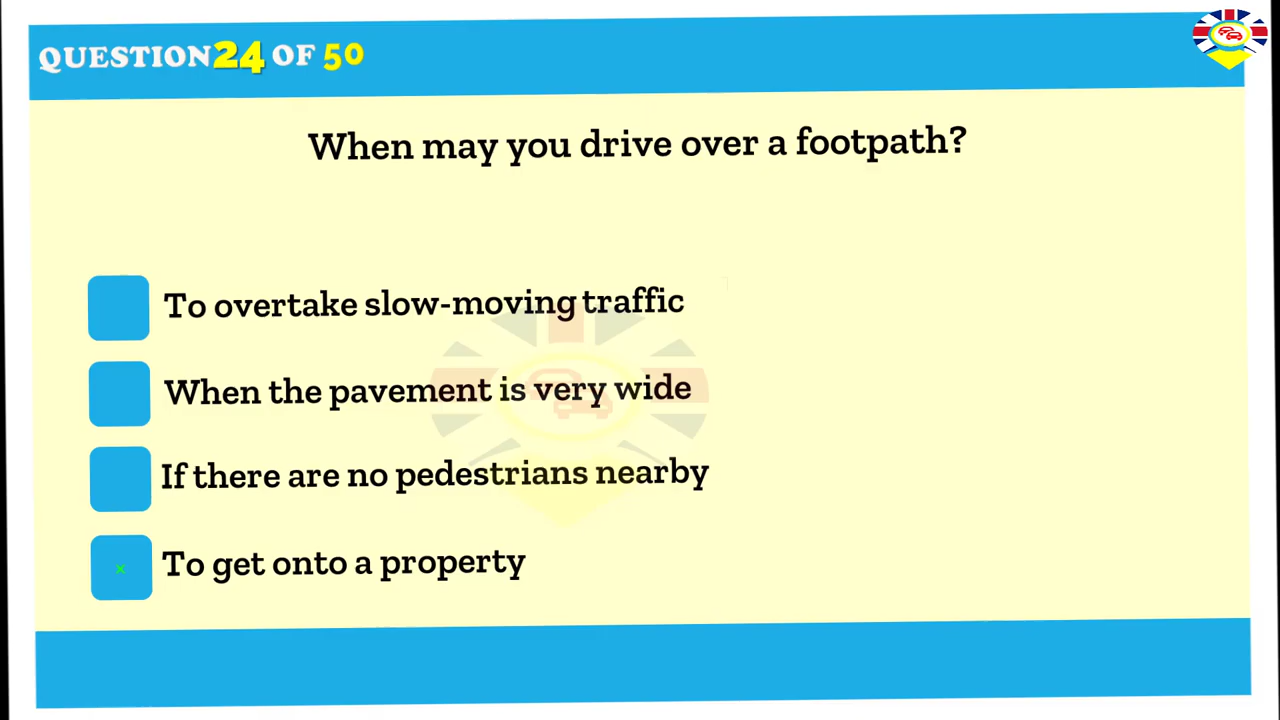 QUESTION 24 OF 50
When may you drive over a footpath?
To overtake slow-moving traffic
When the pavement is very wide
If there are no pedestrians nearby
To get onto a property